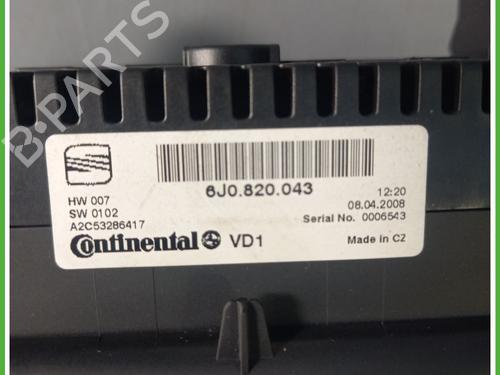 B-PARTS
6J0.820.043
HW 007
SW 0102
A2C53286417
12:20
08.04.2008
Serial No. 0006543
Continental VD1
Made in CZ